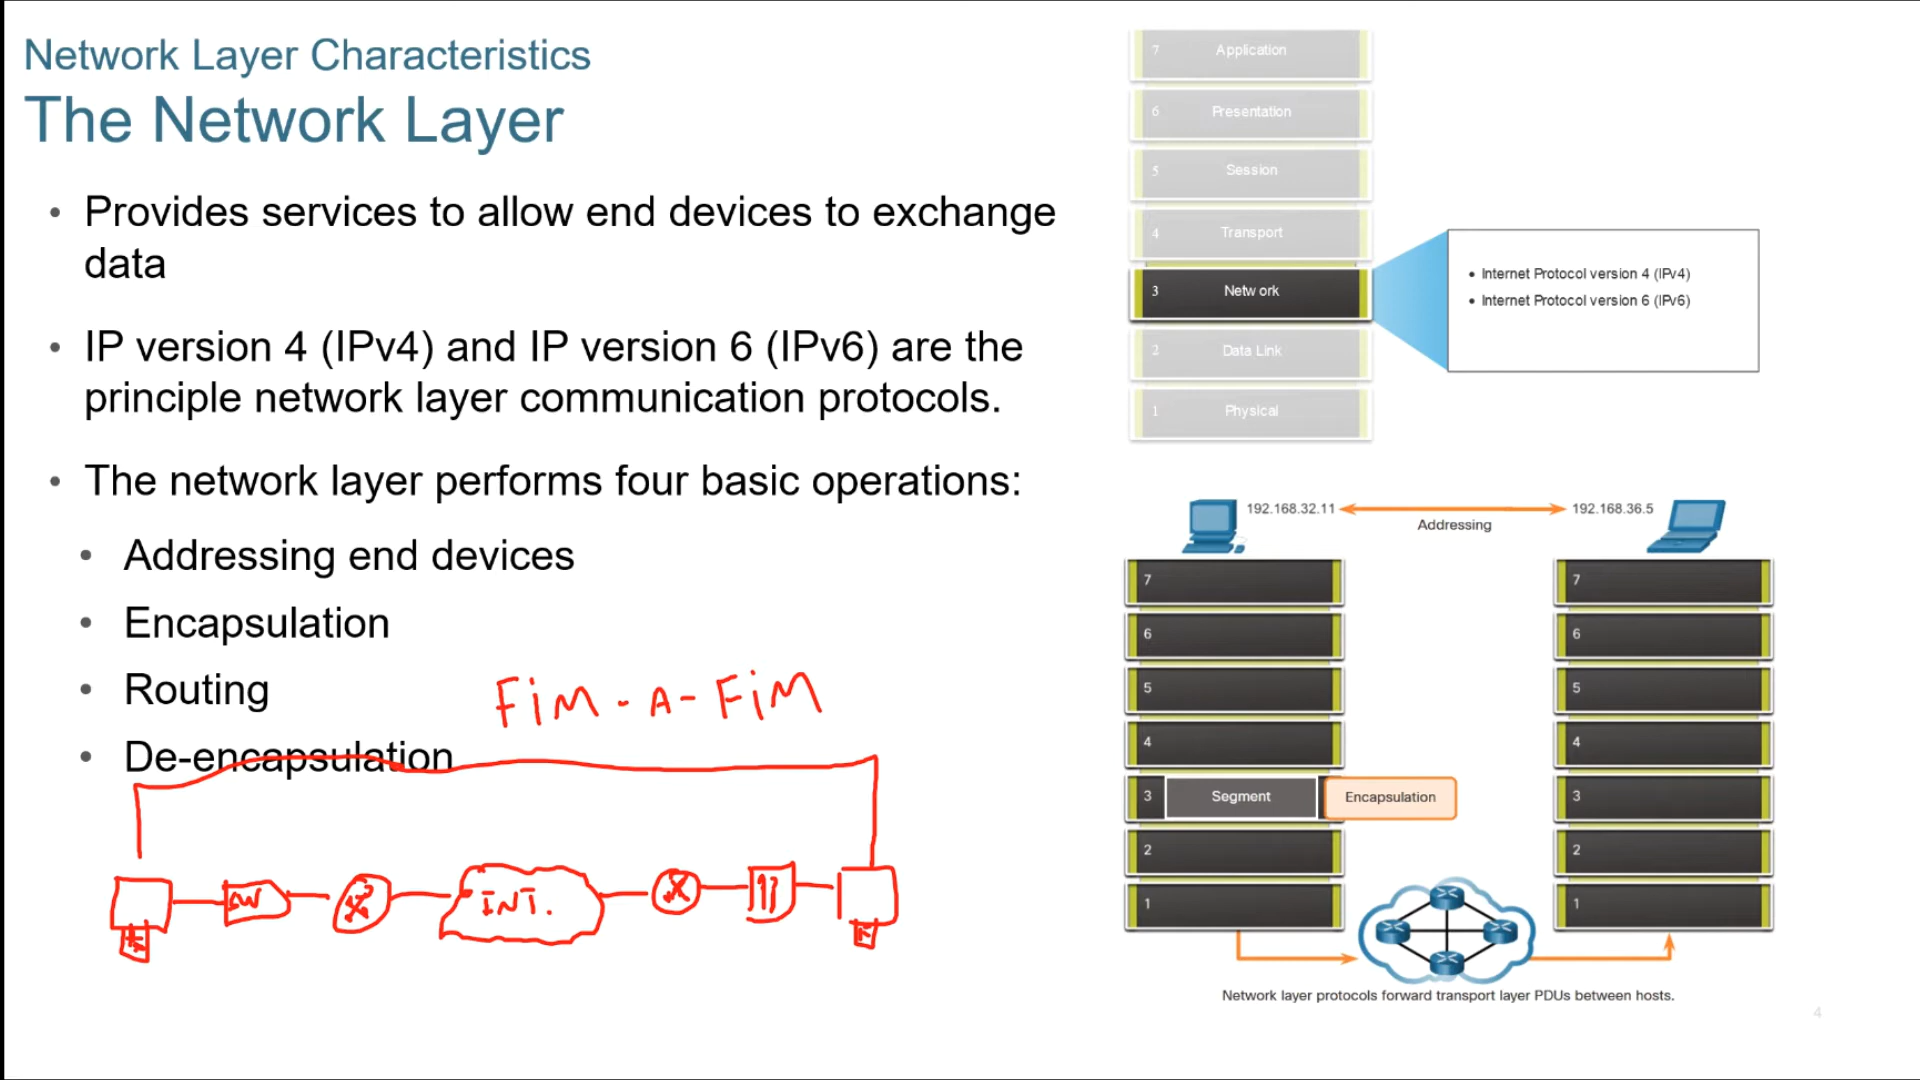 Network Layer Characteristics
The Network Layer
• Provides services to allow end devices to exchange
data
• IP version 4 (IPv4) and IP version 6 (IPv6) are the
principle network layer communication protocols.
• The network layer performs four basic operations:
• Addressing end devices
• Encapsulation
• Routing
• De-encapsulation
FiM-A-FiM
SW
INT.
7 Application
6 Presentation
5 Session
4 Transport
3 Network
2 Data Link
1 Physical
• Internet Protocol version 4 (IPv4)
• Internet Protocol version 6 (IPv6)
192.168.32.11
Addressing
192.168.36.5
7
6
5
4
3 Segment
Encapsulation
2
1
7
6
5
4
3
2
1
Network layer protocols forward transport layer PDUs between hosts.
4